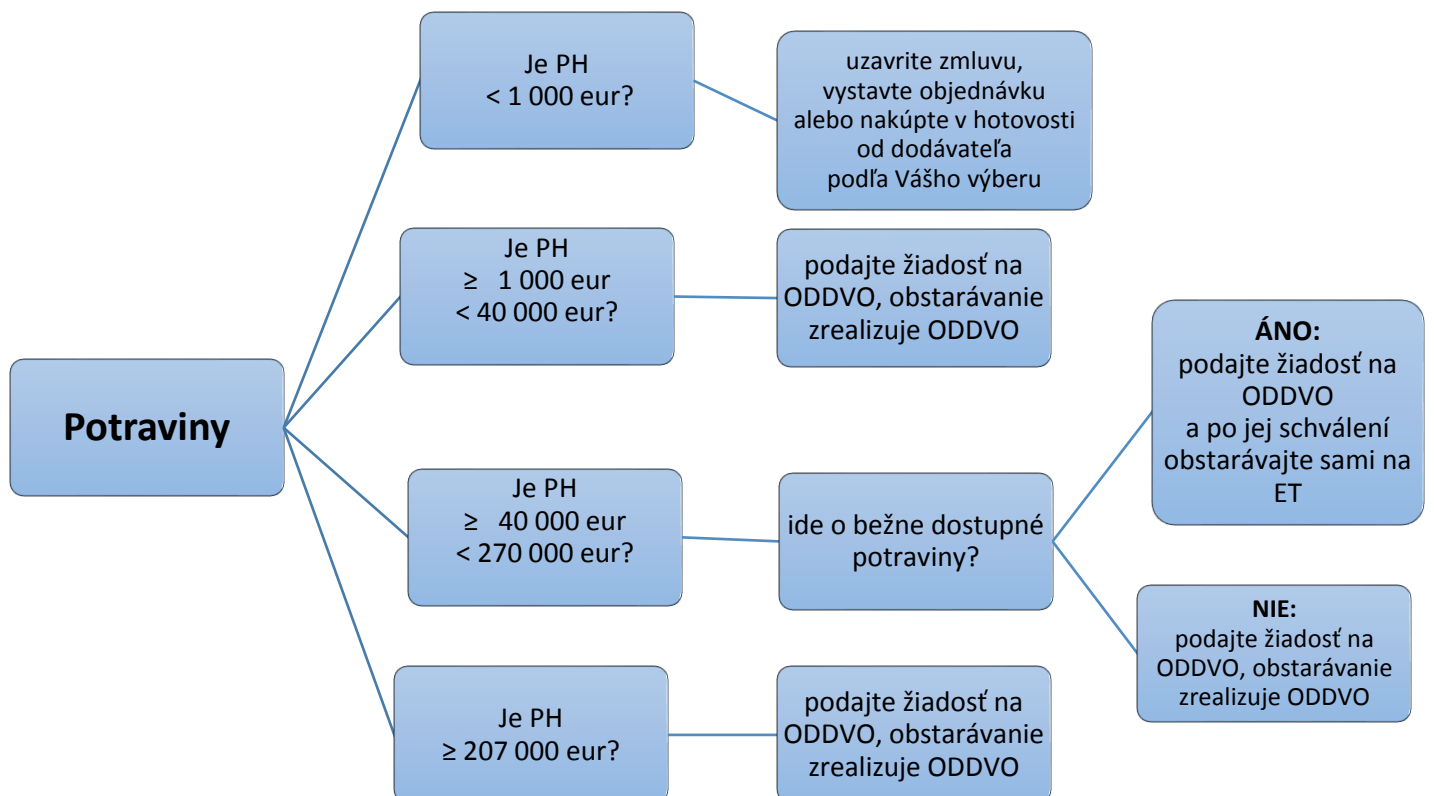 Potraviny
Je PH
< 1 000 eur?
uzavrite zmluvu,
vystavte objednávku
alebo nakúpte v hotovosti
od dodávateľa
podľa Vášho výberu
Je PH
≥ 1 000 eur
< 40 000 eur?
podajte žiadosť na
ODDVO, obstarávanie
zrealizuje ODDVO
Je PH
≥ 40 000 eur
< 270 000 eur?
ide o bežne dostupné
potraviny?
ÁNO:
podajte žiadosť na
ODDVO
a po jej schválení
obstarávajte sami na
ET
NIE:
podajte žiadosť na
ODDVO, obstarávanie
zrealizuje ODDVO
Je PH
≥ 207 000 eur?
podajte žiadosť na
ODDVO, obstarávanie
zrealizuje ODDVO